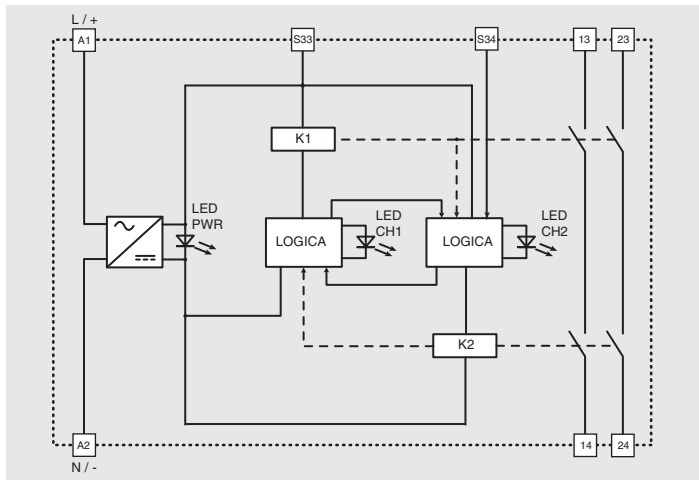 L / +
A1
S33
S34
13
23
K1
LED
PWR
LOGICA
LED
CH1
LOGICA
LED
CH2
K2
A2
14
24
N / -